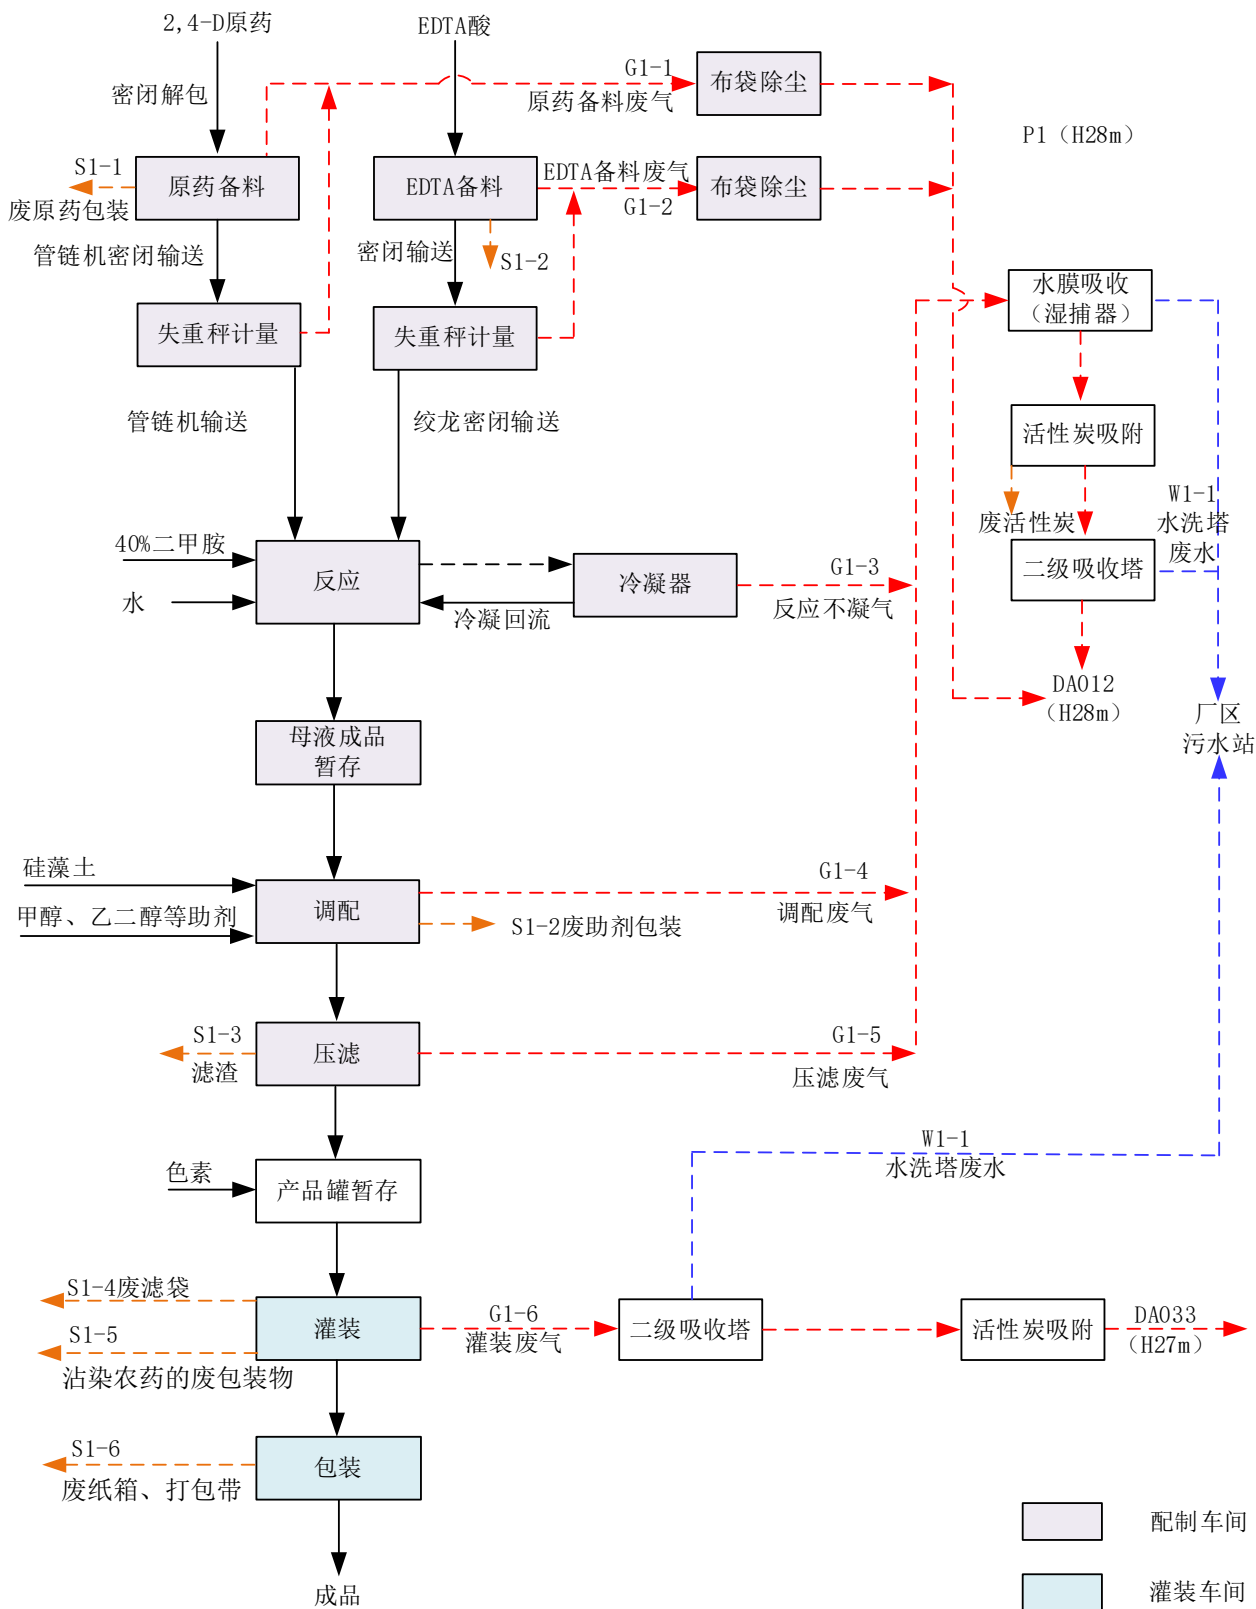 2,4-D原药
EDTA酸
密闭解包
G1-1
原药备料废气
布袋除尘
P1（H28m）
S1-1
废原药包装
原药备料
EDTA备料
EDTA备料废气
G1-2
布袋除尘
管链机密闭输送
密闭输送
S1-2
失重秤计量
失重秤计量
水膜吸收
（湿捕器）
管链机输送
绞龙密闭输送
活性炭吸附
废活性炭
W1-1
水洗塔
废水
40%二甲胺
水
反应
冷凝回流
冷凝器
G1-3
反应不凝气
二级吸收塔
DA012
（H28m）
厂区
污水站
母液成品
暂存
硅藻土
甲醇、乙二醇等助剂
调配
G1-4
调配废气
S1-2废助剂包装
S1-3
滤渣
压滤
G1-5
压滤废气
W1-1
水洗塔废水
色素
产品罐暂存
S1-4废滤袋
S1-5
沾染农药的废包装物
灌装
G1-6
灌装废气
二级吸收塔
活性炭吸附
DA033
（H27m）
S1-6
废纸箱、打包带
包装
成品
配制车间
灌装车间